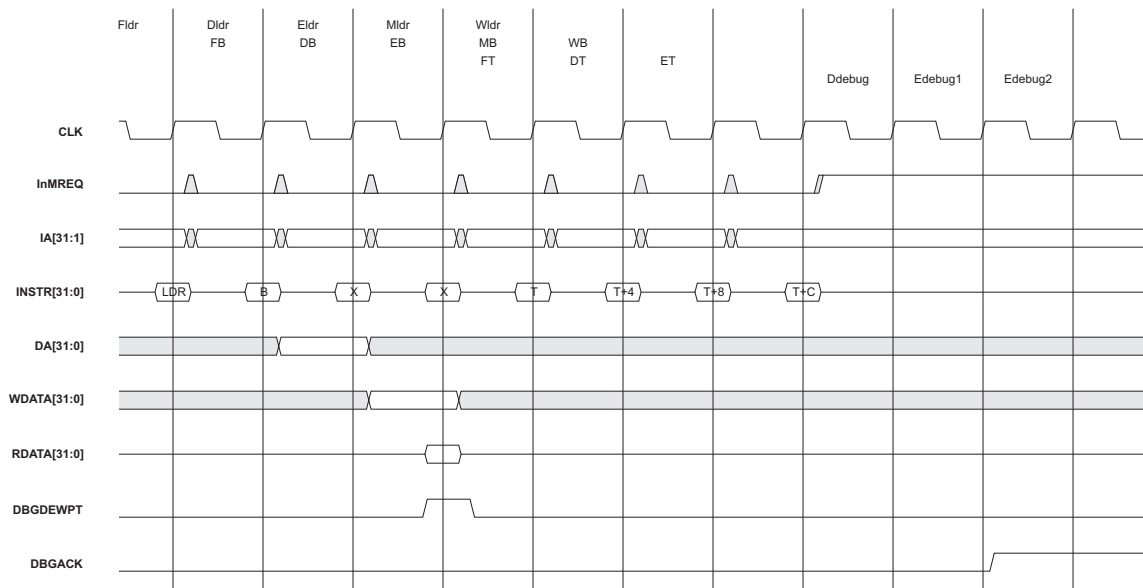 Fldr Dldr Eldr Mldr Wldr
FB DB EB MB WB
FT DT ET
Ddebug Edebug1 Edebug2
CLK
InMREQ
IA[31:1]
INSTR[31:0] LDR B X X T T+4 T+8 T+C
DA[31:0]
WDATA[31:0]
RDATA[31:0]
DBGDEWPT
DBGACK